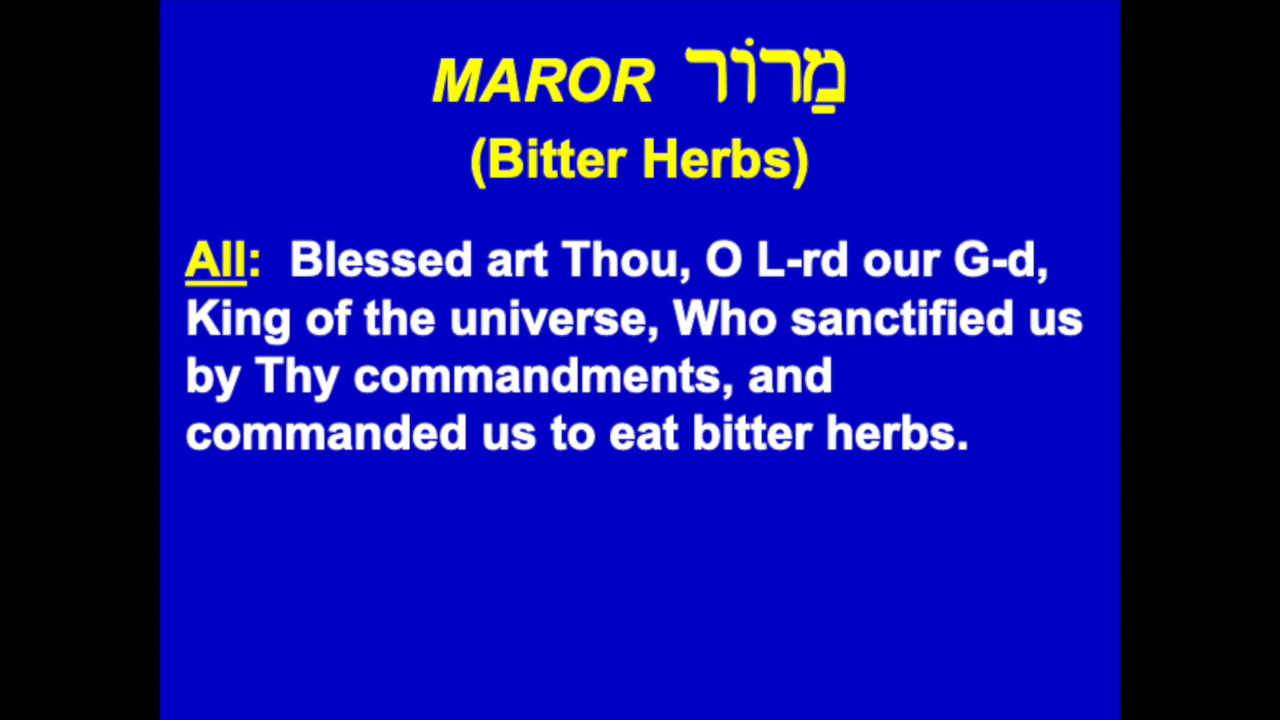 MAROR מַרוֹר
(Bitter Herbs)
All: Blessed art Thou, O L-rd our G-d,
King of the universe, Who sanctified us
by Thy commandments, and
commanded us to eat bitter herbs.